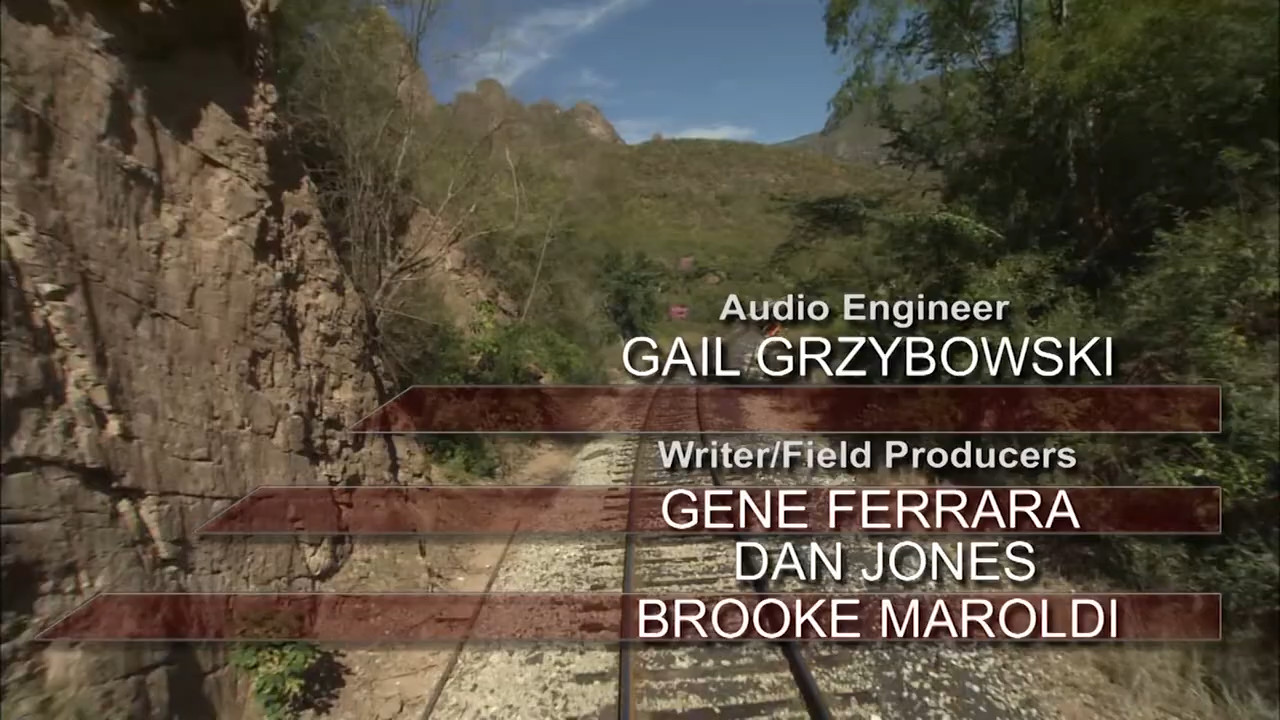 Audio Engineer
GAIL GRZYBOWSKI
Writer/Field Producers
GENE FERRARA
DAN JONES
BROOKE MAROLDI